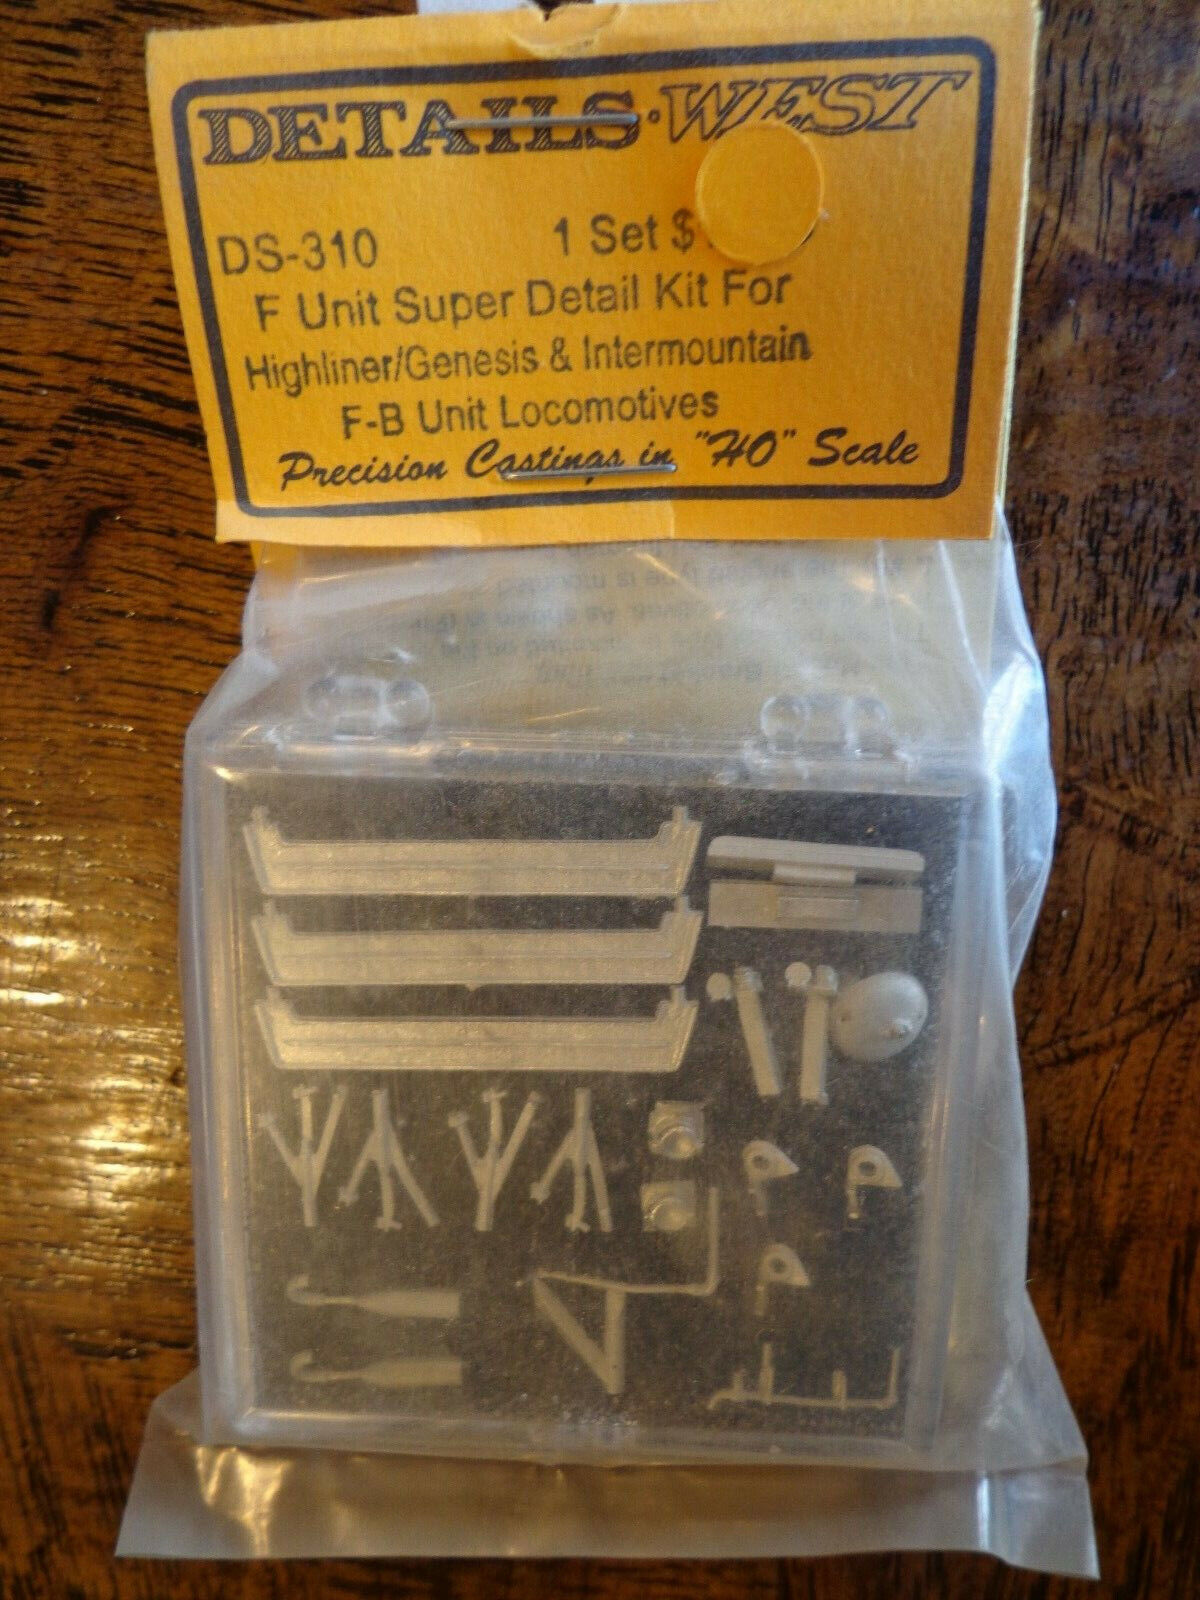 DETAILS·WEST
DS-310 1 Set $
F Unit Super Detail Kit For
Highliner/Genesis & Intermountain
F-B Unit Locomotives
Precision Castings in "HO" Scale